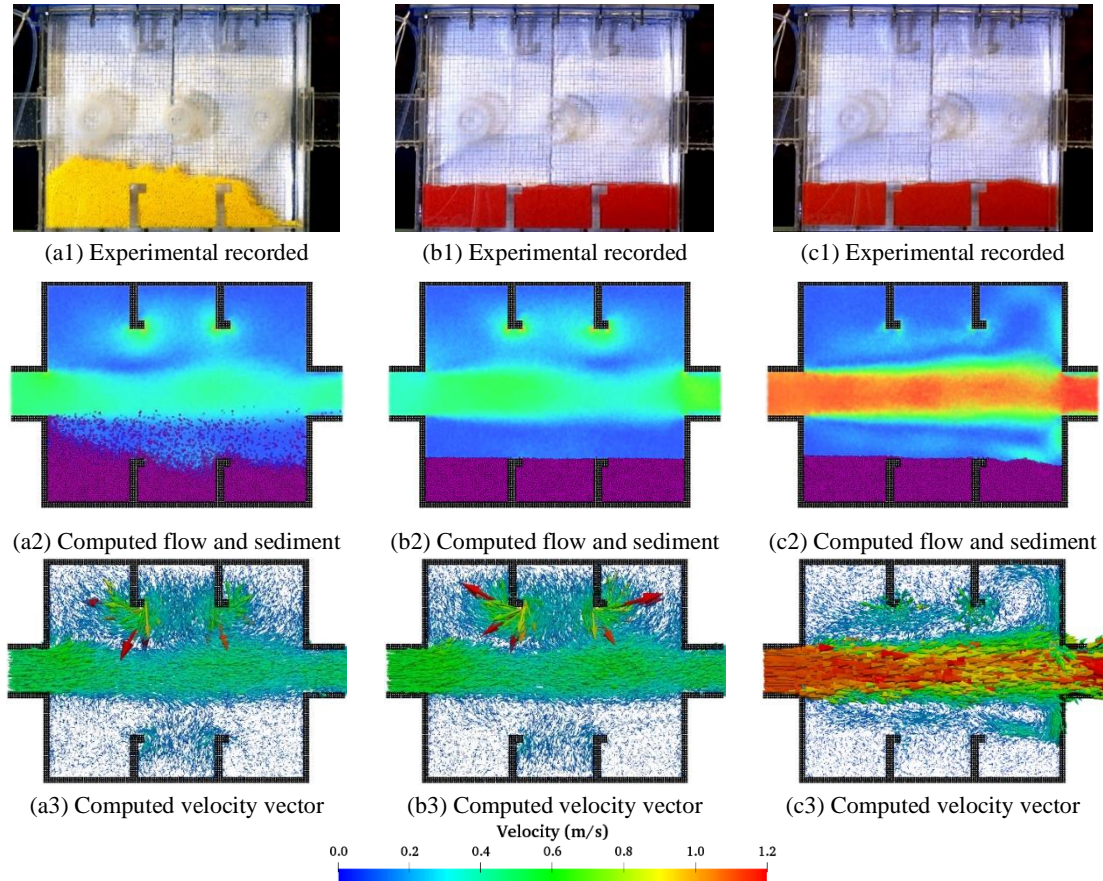 (a1) Experimental recorded
(b1) Experimental recorded
(c1) Experimental recorded
(a2) Computed flow and sediment
(b2) Computed flow and sediment
(c2) Computed flow and sediment
(a3) Computed velocity vector
(b3) Computed velocity vector
(c3) Computed velocity vector
Velocity (m/s)
0.0 0.2 0.4 0.6 0.8 1.0 1.2